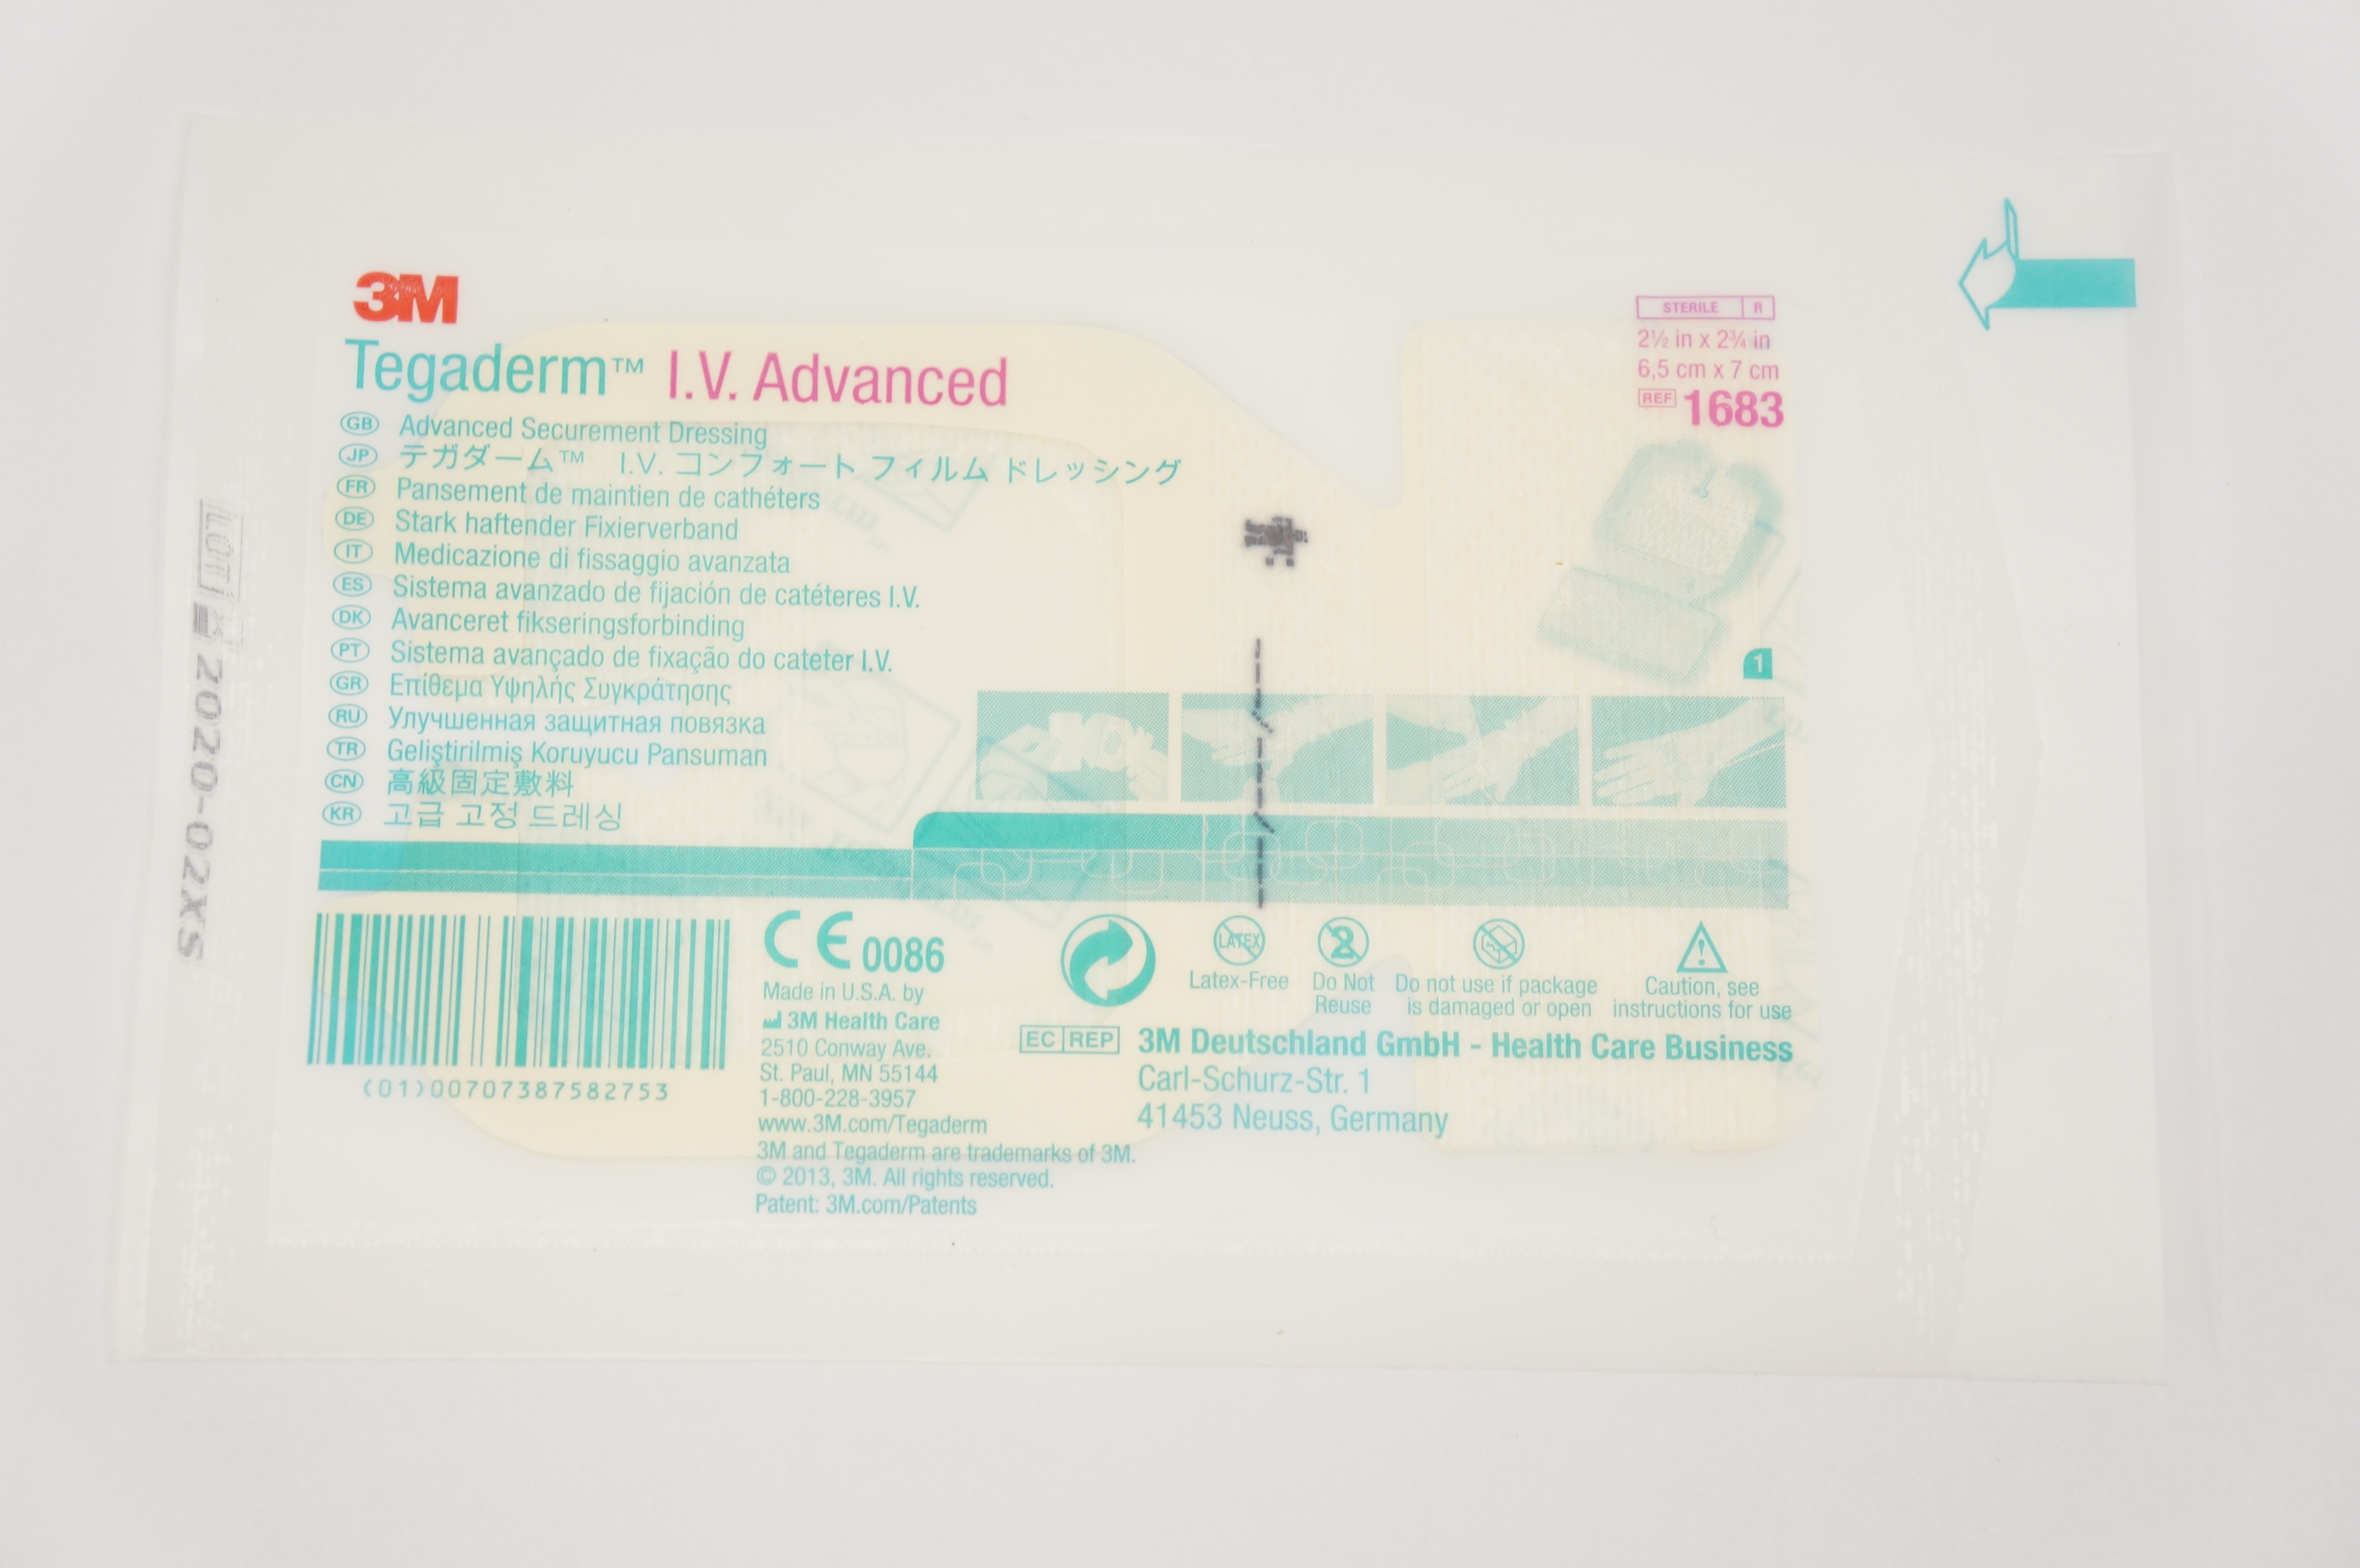 3M
Tegaderm™ I.V. Advanced
GB Advanced Securement Dressing
JP テガダーム™ I.V. コンフォート フィルム ドレッシング
FR Pansement de maintien de cathéters
DE Stark haftender Fixierverband
IT Medicazione di fissaggio avanzata
ES Sistema avanzado de fijación de catéteres I.V.
DK Avanceret fikseringsforbinding
PT Sistema avançado de fixação do cateter I.V.
GR Επίθεμα Υψηλής Συγκράτησης
RU Улучшенная защитная повязка
TR Geliştirilmiş Koruyucu Pansuman
CN 高級固定敷料
KR 고급 고정 드레싱
STERILE R
2½ in x 2¾ in
6,5 cm x 7 cm
REF 1683
1
LOT
2020-02XS
(01)00707387582753
CE 0086
Made in U.S.A. by
3M Health Care
2510 Conway Ave.
St. Paul, MN 55144
1-800-228-3957
www.3M.com/Tegaderm
3M and Tegaderm are trademarks of 3M.
© 2013, 3M. All rights reserved.
Patent: 3M.com/Patents
LATEX
Latex-Free
2
Do Not
Reuse
Do not use if package
is damaged or open
!
Caution, see
instructions for use
EC REP 3M Deutschland GmbH - Health Care Business
Carl-Schurz-Str. 1
41453 Neuss, Germany